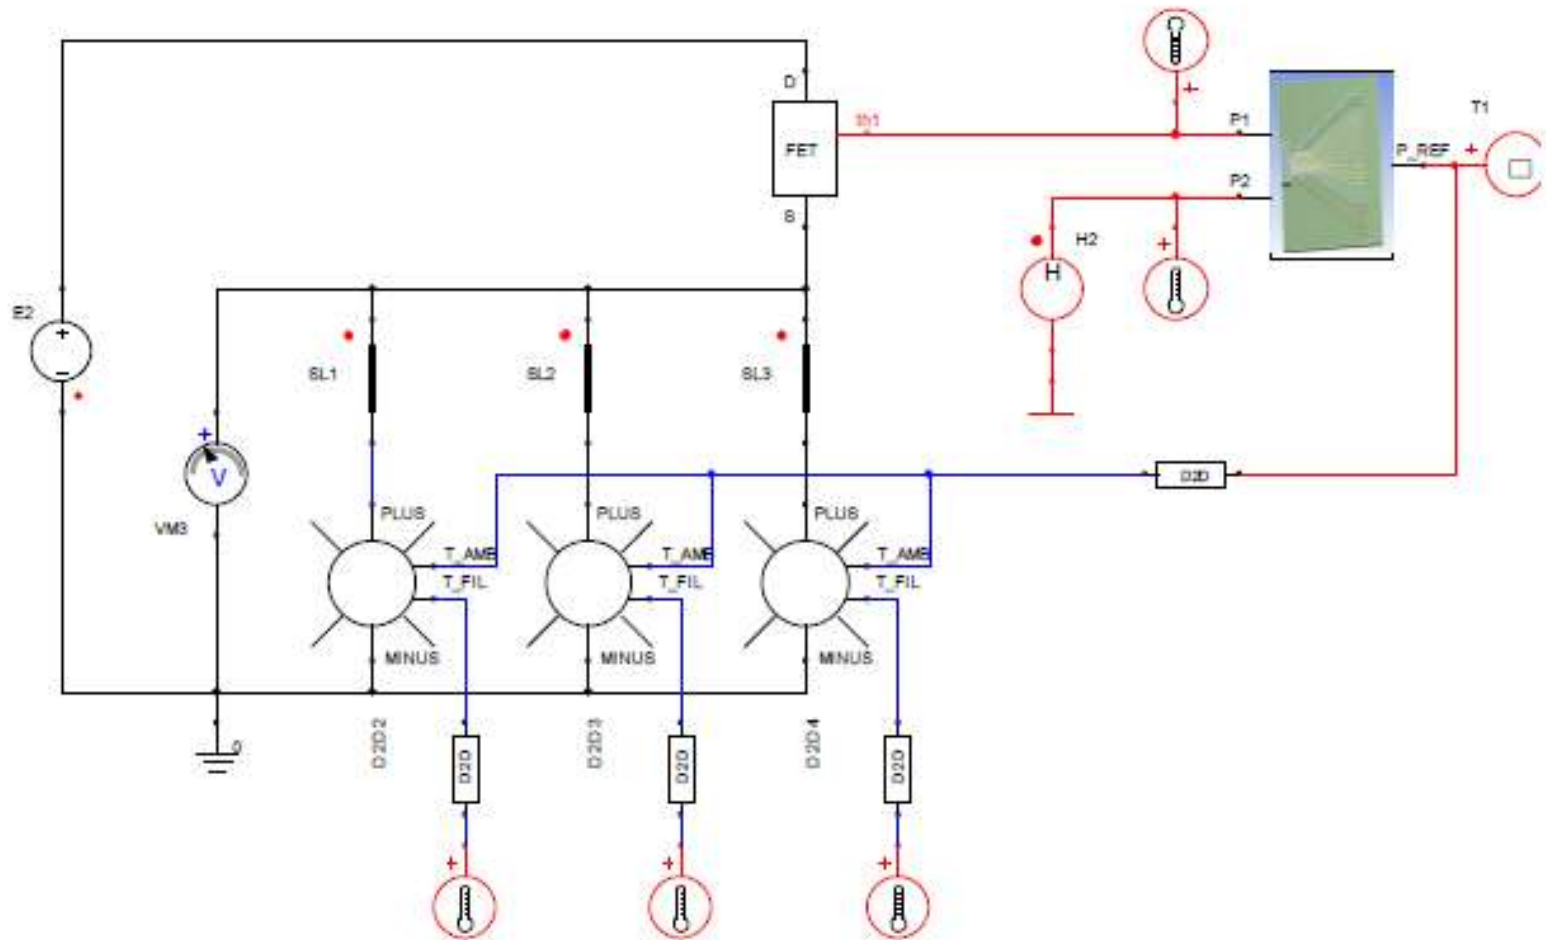 D
th1
P1
T1
FET
P_REF
P2
S
H2
H
E2
SL1
SL2
SL3
V
D2D
VM3
PLUS
PLUS
PLUS
T_AMB
T_AMB
T_AMB
T_FIL
T_FIL
T_FIL
MINUS
MINUS
MINUS
0
D2D2
D2D
D2D3
D2D
D2D4
D2D